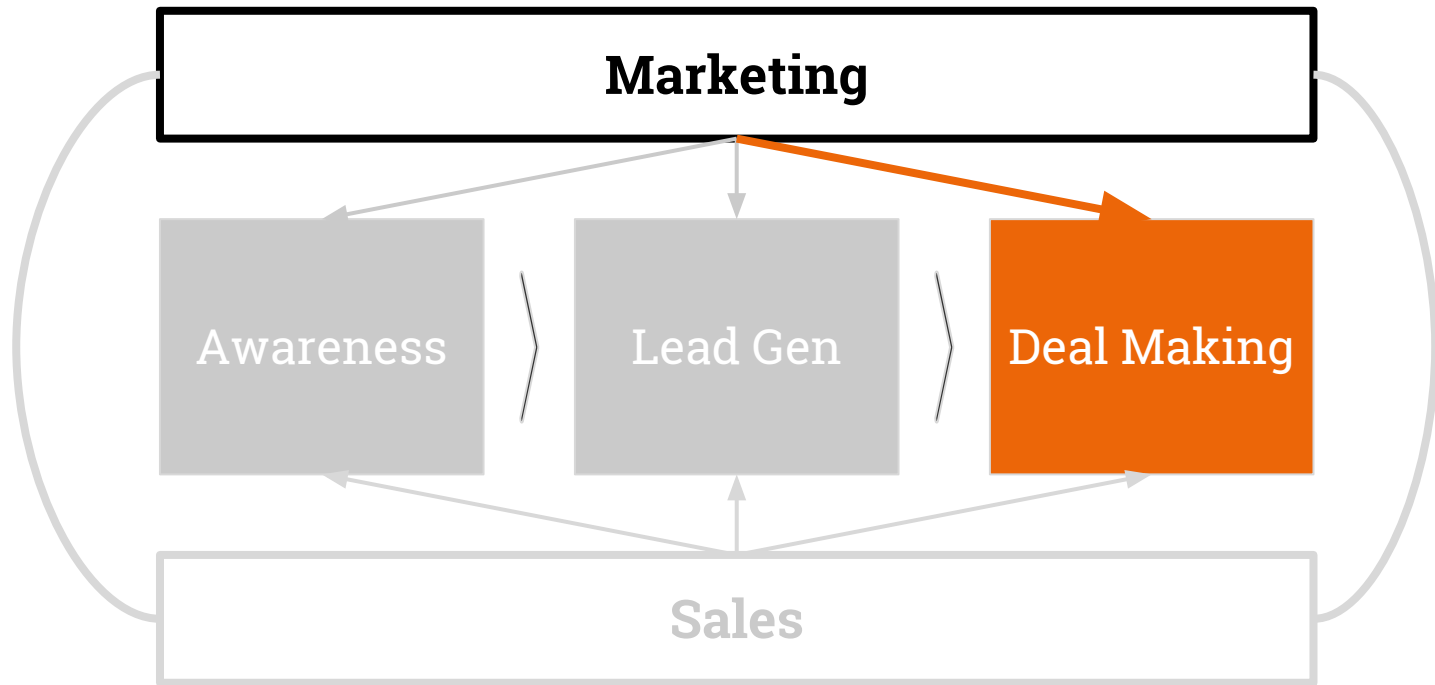 Marketing
Awareness
Lead Gen
Deal Making
Sales